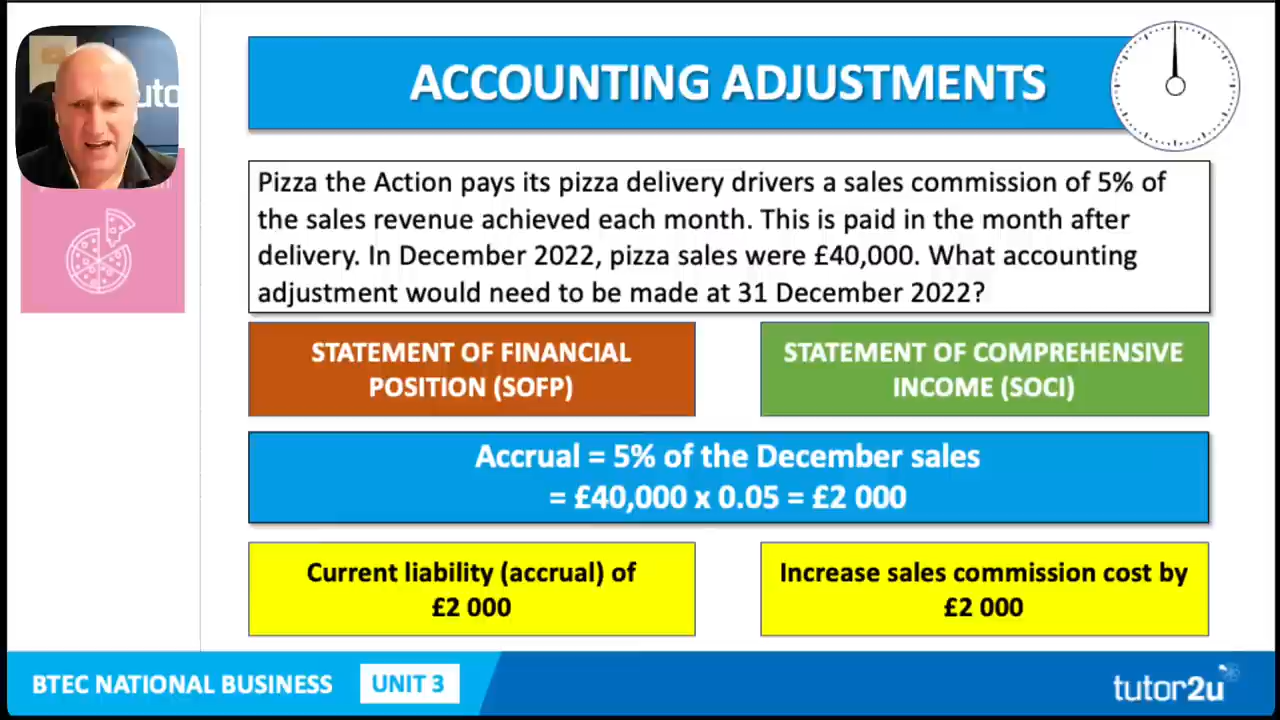 utor
ACCOUNTING ADJUSTMENTS
Pizza the Action pays its pizza delivery drivers a sales commission of 5% of
the sales revenue achieved each month. This is paid in the month after
delivery. In December 2022, pizza sales were £40,000. What accounting
adjustment would need to be made at 31 December 2022?
STATEMENT OF FINANCIAL
POSITION (SOFP)
STATEMENT OF COMPREHENSIVE
INCOME (SOCI)
Accrual = 5% of the December sales
= £40,000 x 0.05 = £2 000
Current liability (accrual) of
£2 000
Increase sales commission cost by
£2 000
BTEC NATIONAL BUSINESS
UNIT 3
tutor2u